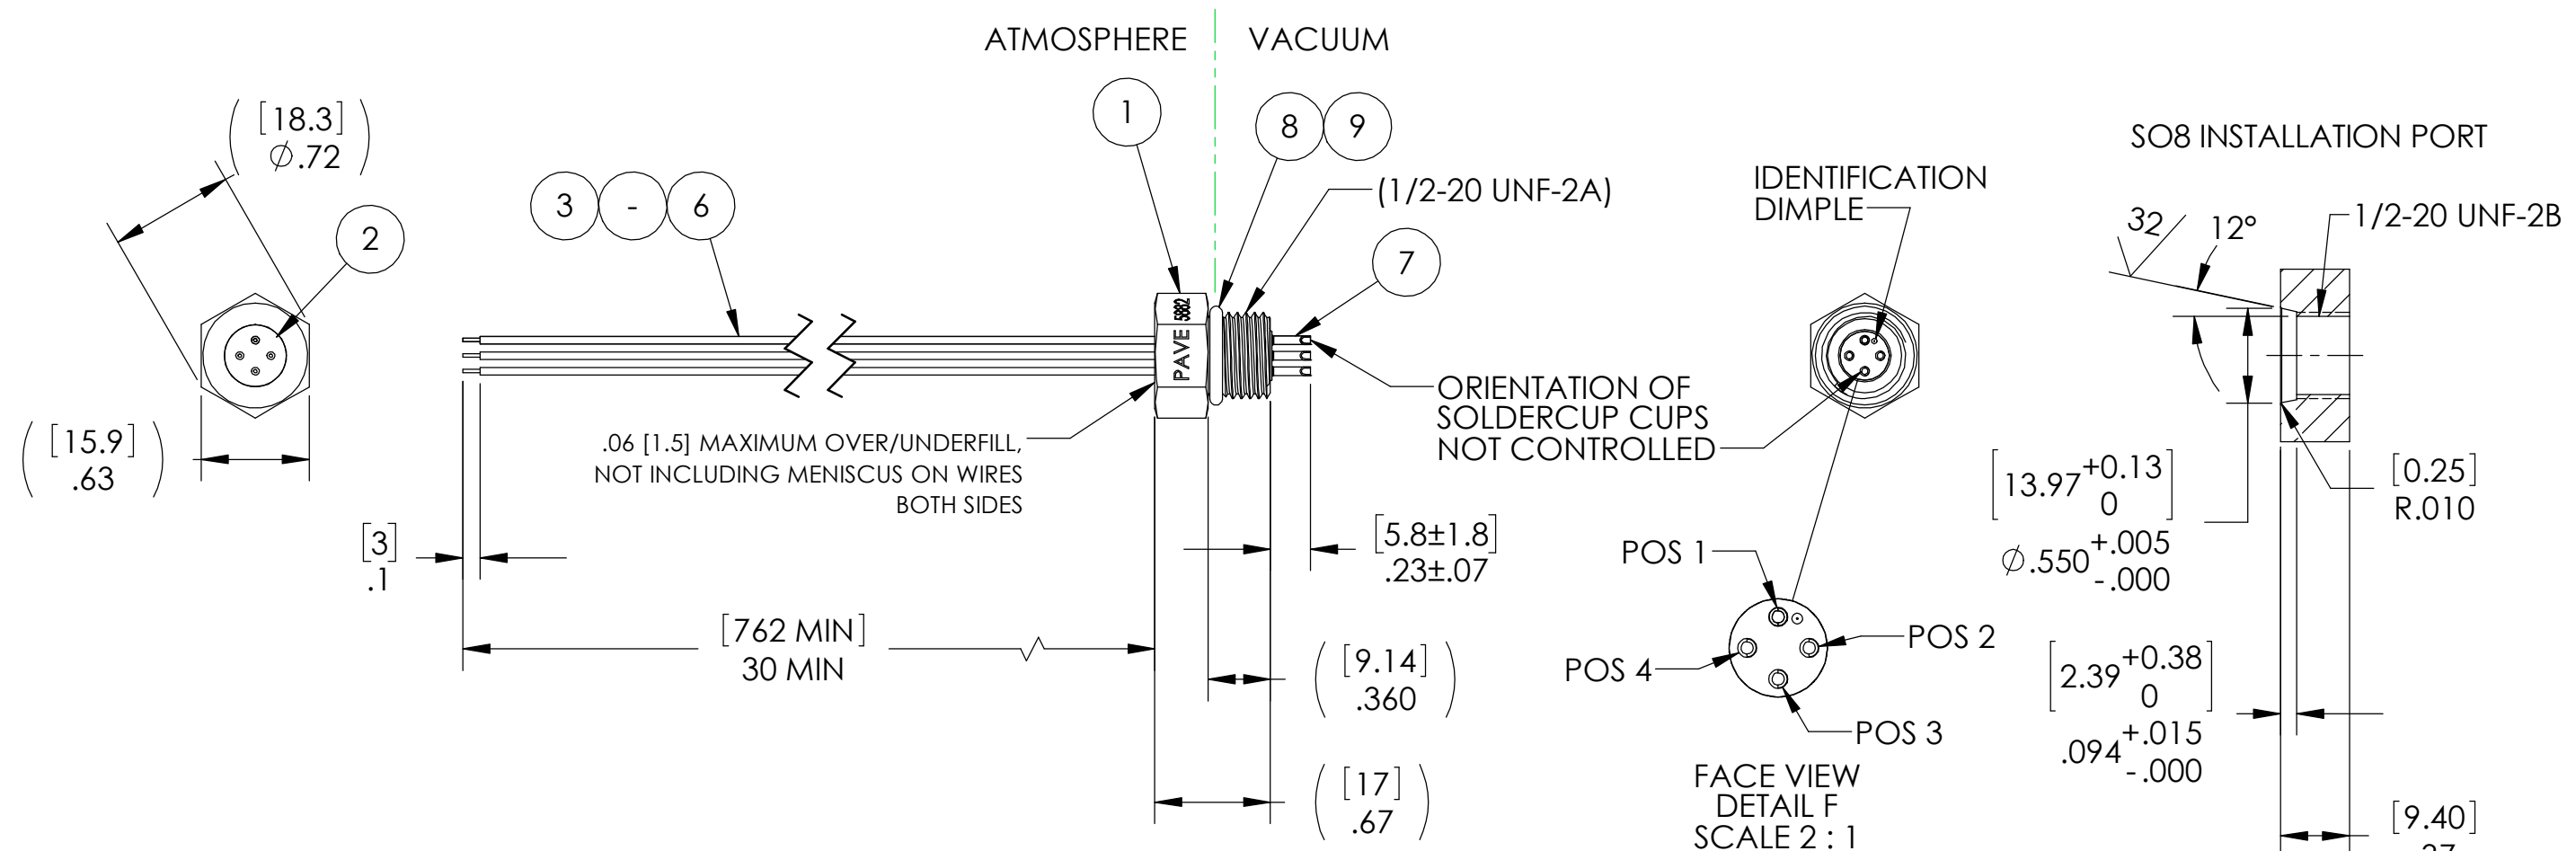 ATMOSPHERE
VACUUM
[18.3]
Ø.72
2
[15.9]
.63
3 - 6
1
8 9
(1/2-20 UNF-2A)
7
PAVE 5882
.06 [1.5] MAXIMUM OVER/UNDERFILL,
NOT INCLUDING MENISCUS ON WIRES
BOTH SIDES
ORIENTATION OF
SOLDERCUP CUPS
NOT CONTROLLED
[3]
.1
[762 MIN]
30 MIN
[5.8±1.8]
.23±.07
[9.14]
.360
[17]
.67
IDENTIFICATION
DIMPLE
POS 1
POS 2
POS 4
POS 3
FACE VIEW
DETAIL F
SCALE 2 : 1
SO8 INSTALLATION PORT
32
12°
1/2-20 UNF-2B
[13.97 +0.13 0]
Ø.550 +.005 -.000
[0.25]
R.010
[2.39 +0.38 0]
.094 +.015 -.000
[9.40]